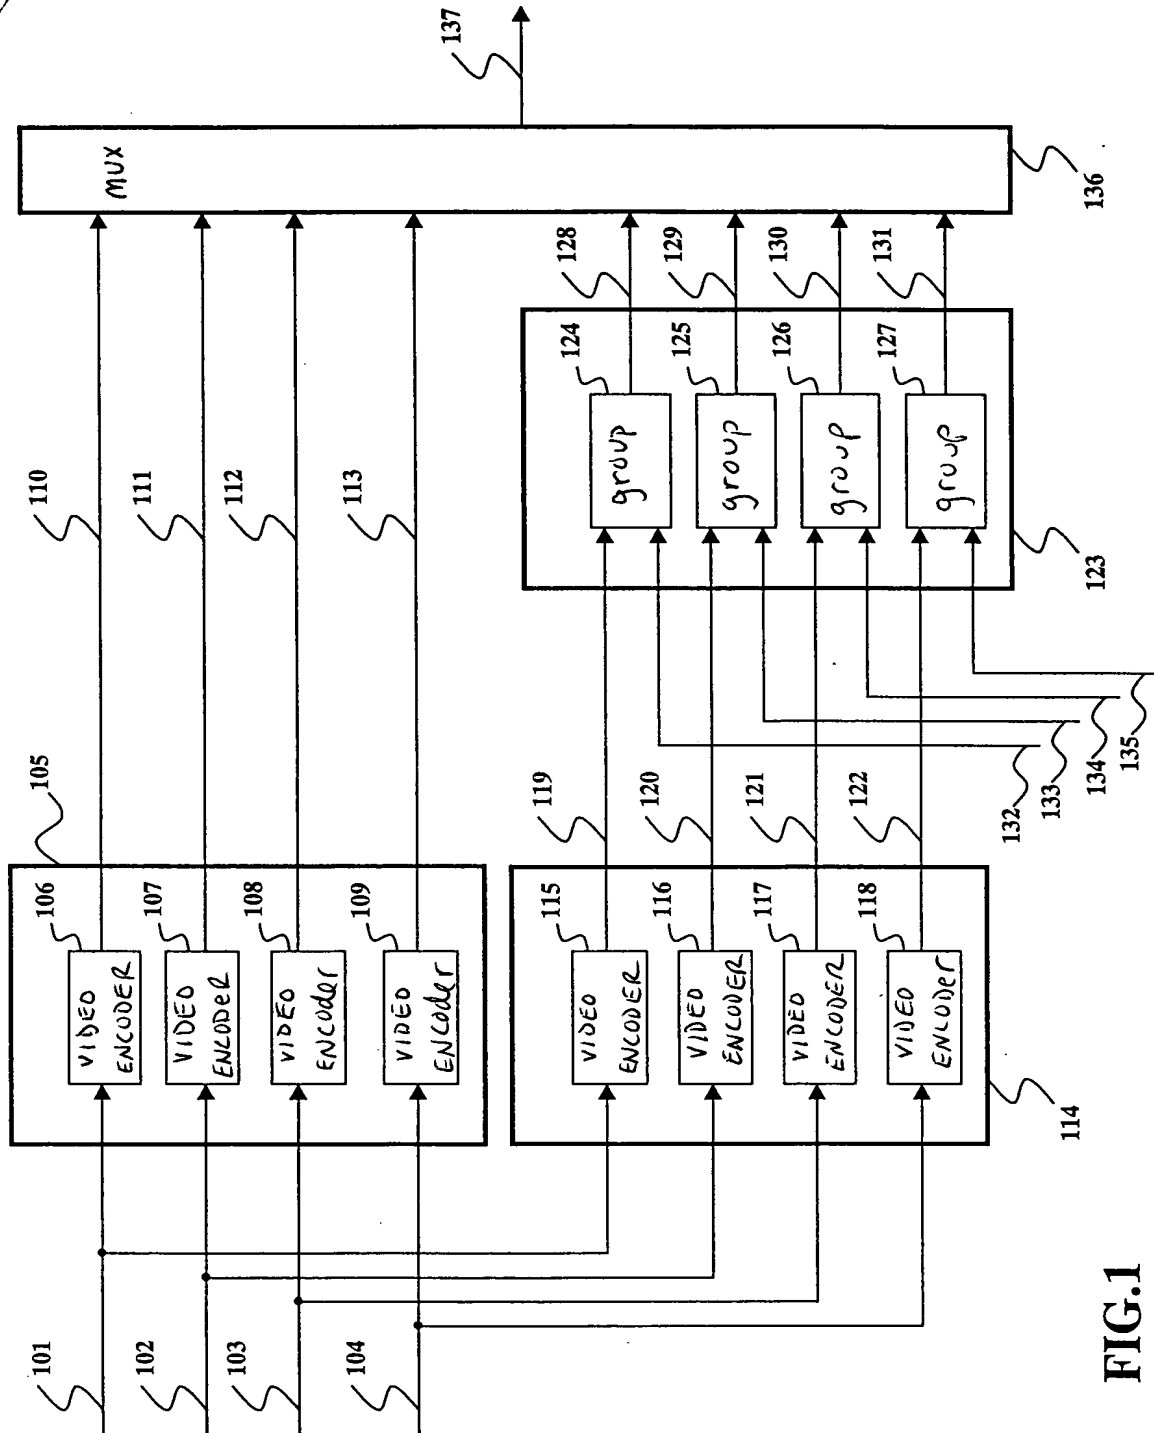 101
102
103
104
105
106
VIDEO
ENCODER
107
VIDEO
ENCODeR
108
VIDEO
ENCoder
109
VIDEO
ENCoder
110
111
112
113
114
115
VIDEO
ENCODER
116
VIDEO
ENCODER
117
VIDEO
ENCODER
118
VIDEO
ENCODer
119
120
121
122
123
124
group
125
group
126
group
127
group
128
129
130
131
132
133
134
135
MUX
136
137
FIG.1